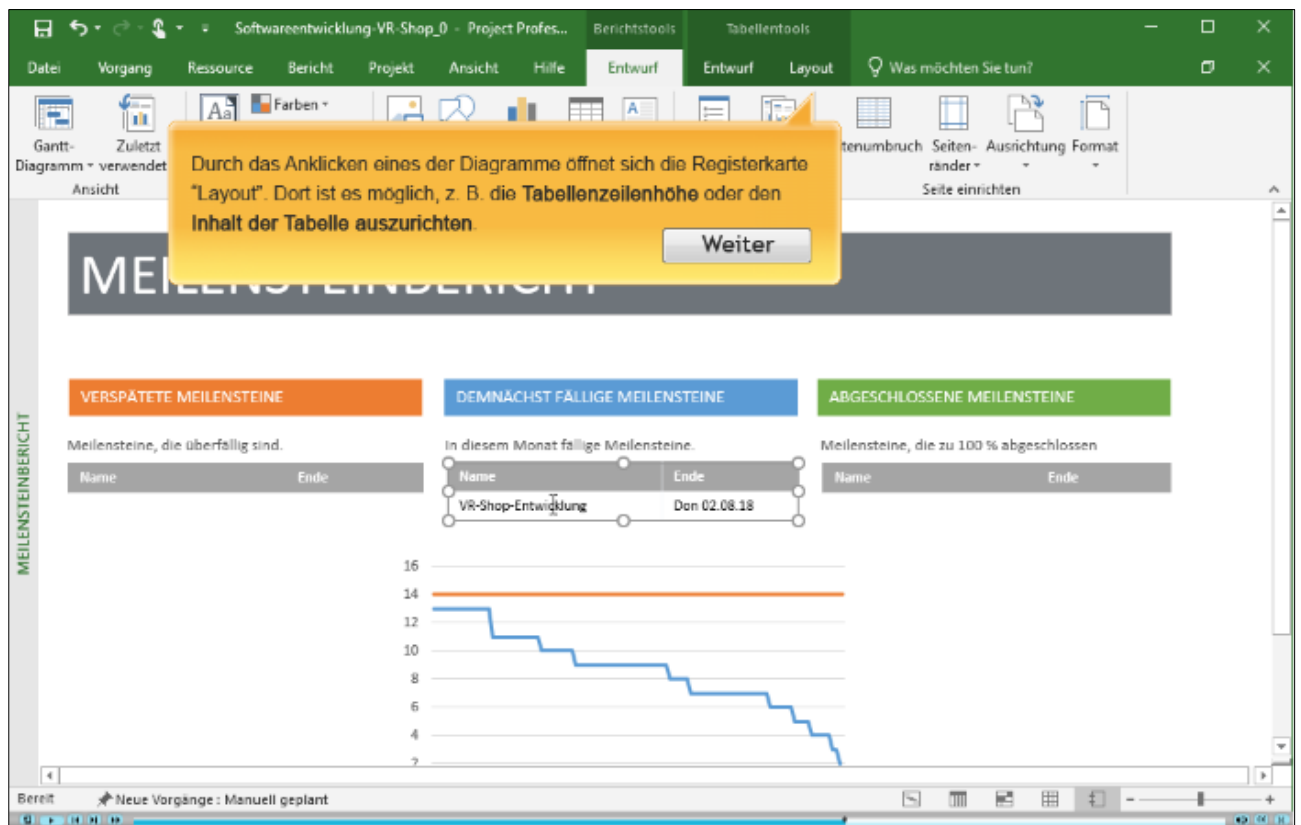 Softwareentwicklung-VR-Shop_0 - Project Profes...
Berichtstools
Tabellentools
Datei Vorgang Ressource Bericht Projekt Ansicht Hilfe Entwurf Entwurf Layout Was möchten Sie tun?
Aa Farben A
Gantt- Zuletzt
Diagramm verwendet
tenumbruch Seiten- Ausrichtung Format
ränder
Ansicht
Seite einrichten
Durch das Anklicken eines der Diagramme öffnet sich die Registerkarte
"Layout". Dort ist es möglich, z. B. die Tabellenzeilenhöhe oder den
Inhalt der Tabelle auszurichten.
Weiter
MEILENSTEINBERICHT
MEILENSTEINBERICHT
VERSPÄTETE MEILENSTEINE
Meilensteine, die überfällig sind.
Name Ende
DEMNÄCHST FÄLLIGE MEILENSTEINE
In diesem Monat fällige Meilensteine.
Name Ende
VR-Shop-Entwicklung Don 02.08.18
ABGESCHLOSSENE MEILENSTEINE
Meilensteine, die zu 100 % abgeschlossen
Name Ende
16
14
12
10
8
6
4
2
Bereit Neue Vorgänge : Manuell geplant